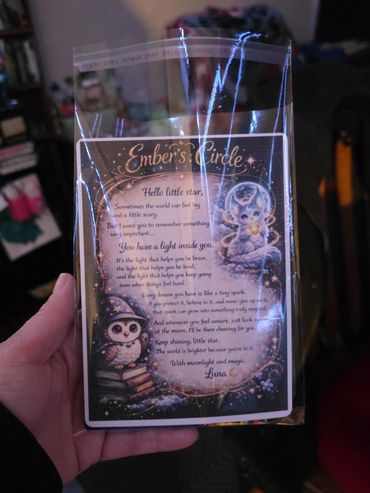 Ember's Circle
Hello little star,
Sometimes the world can feel big
and a little scary.
But I want you to remember something
very important...
You have a light inside you.
It's the light that helps you be brave,
the light that helps you be kind,
and the light that helps you keep going
even when things feel hard.
Every dream you have is like a tiny spark.
If you protect it, believe in it, and never give up on it,
that spark can grow into something truly magical.
And whenever you feel unsure, just look
at the moon. I'll be there cheering for you.
Keep shining, little star.
The world is brighter because you're in it.
With moonlight and magic,
Luna